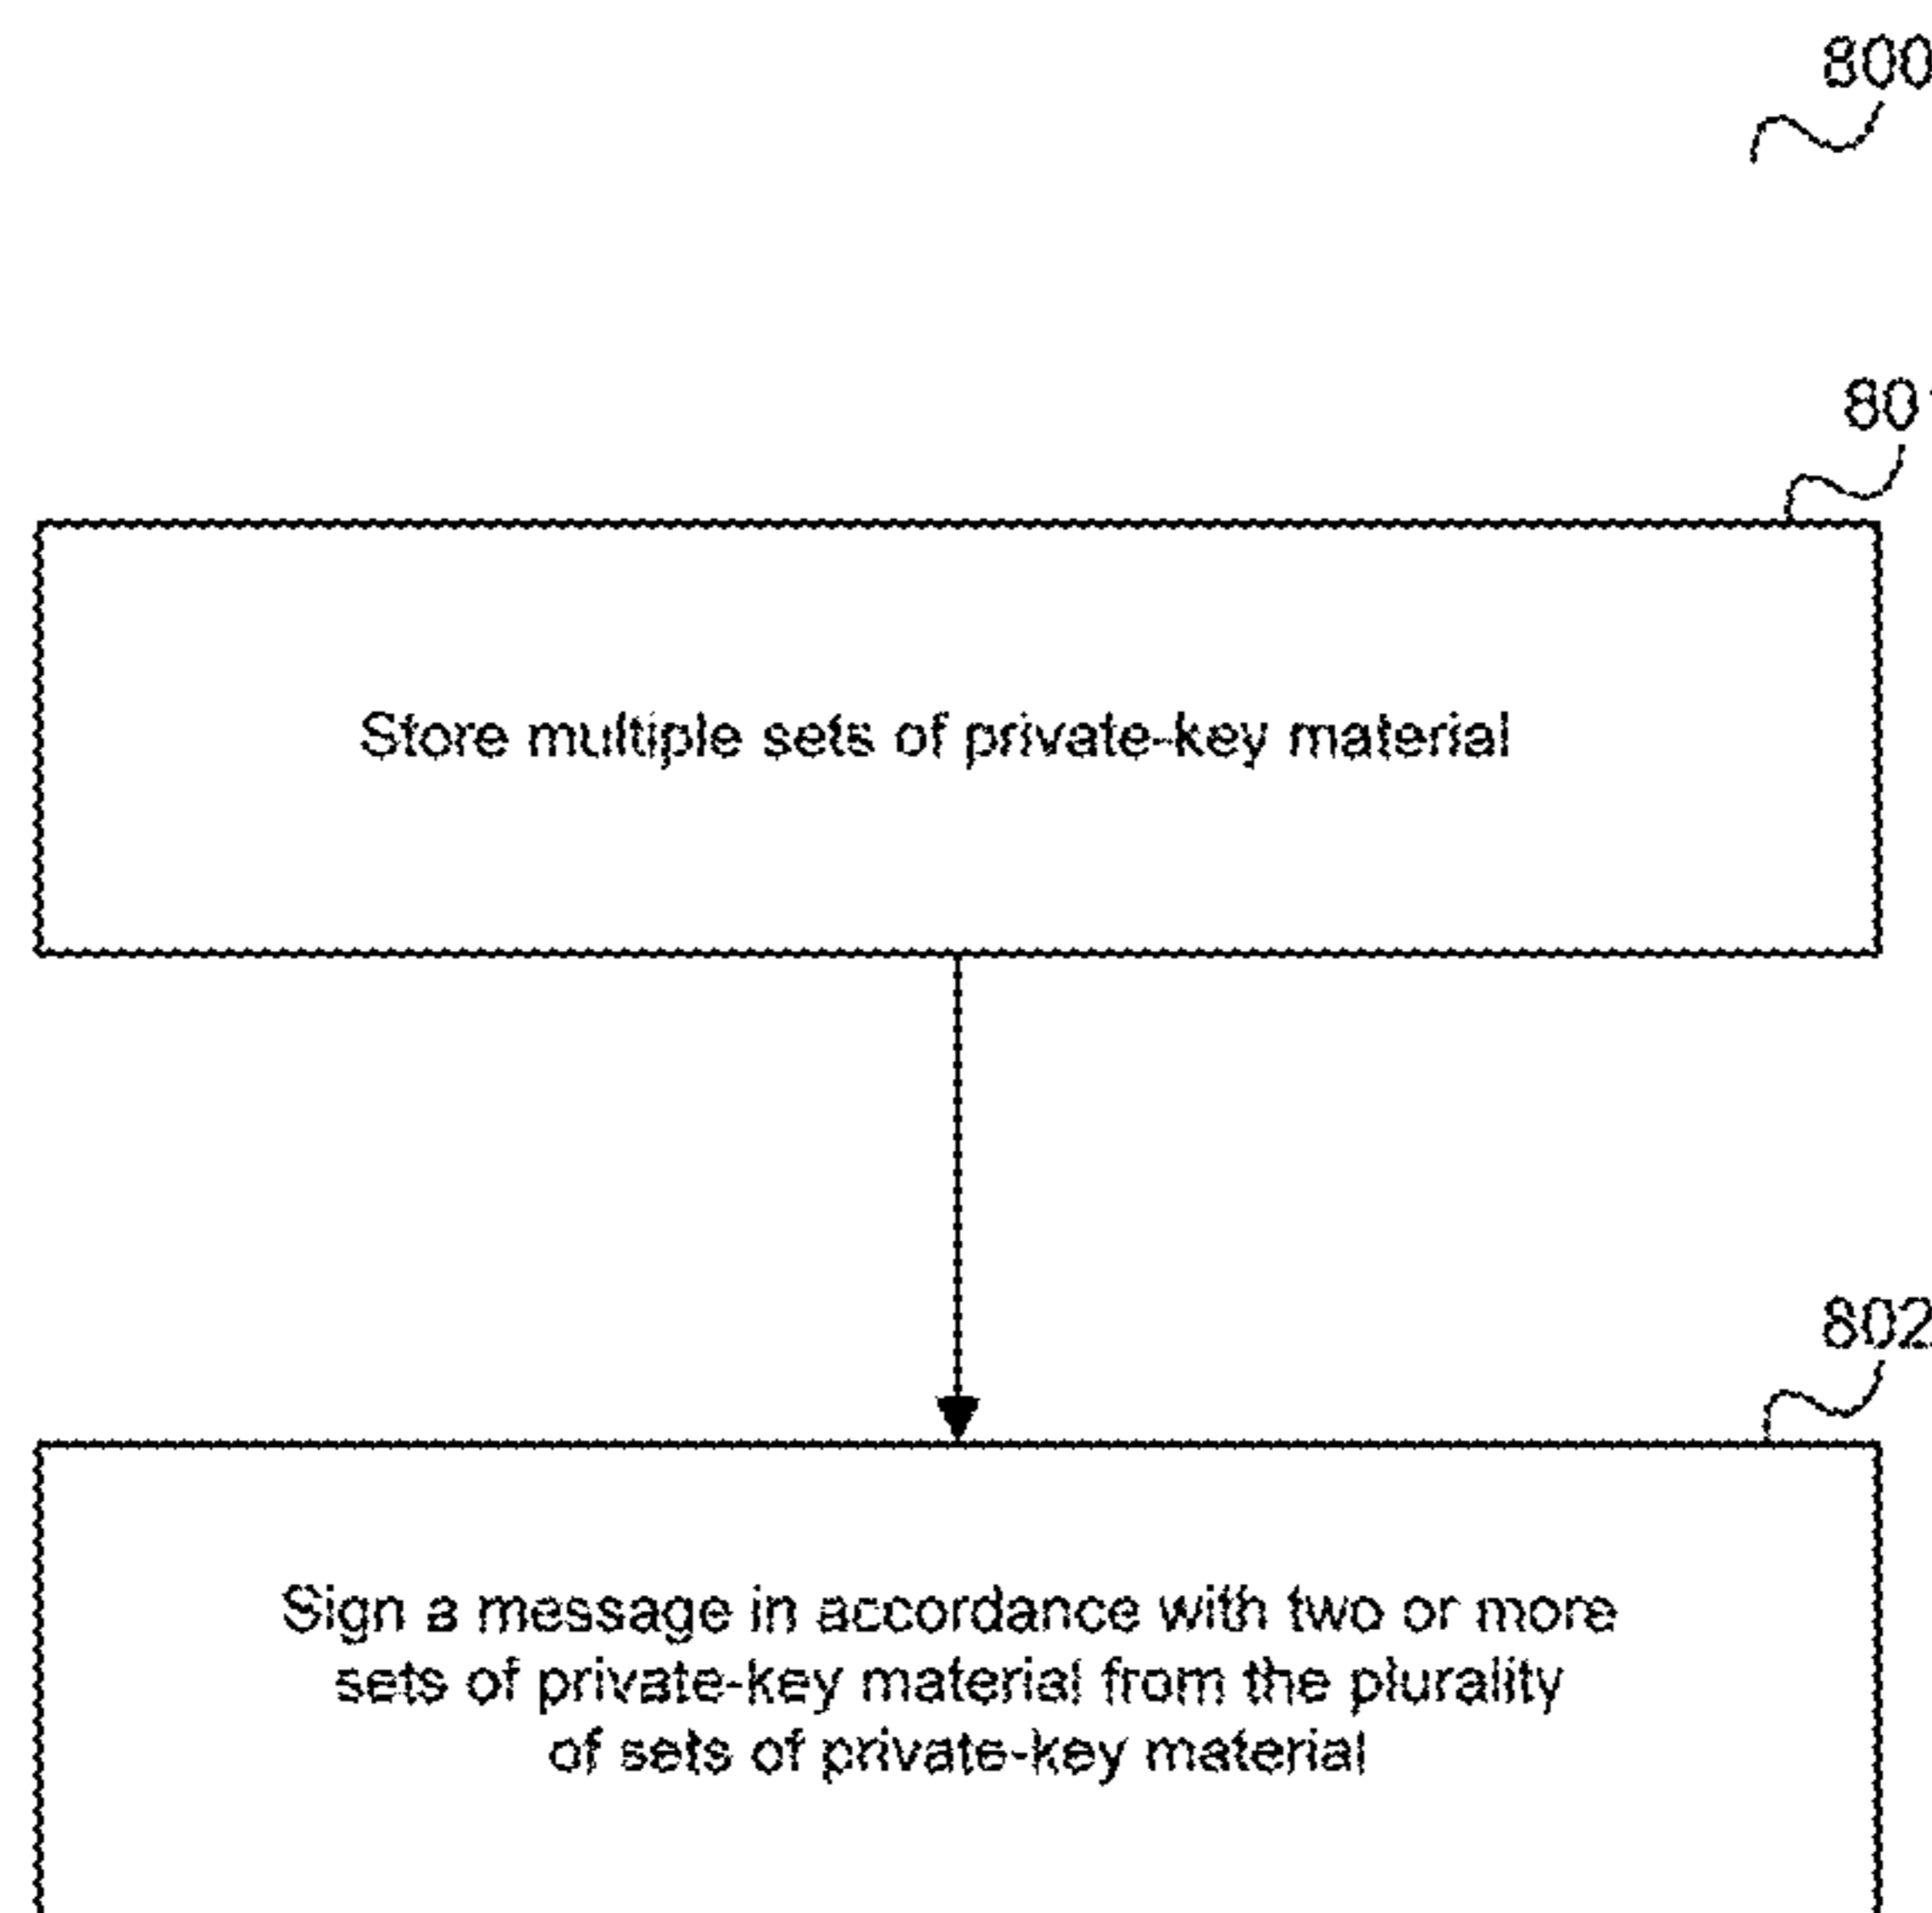 800
801
Store multiple sets of private-key material
802
Sign a message in accordance with two or more
sets of private-key material from the plurality
of sets of private-key material